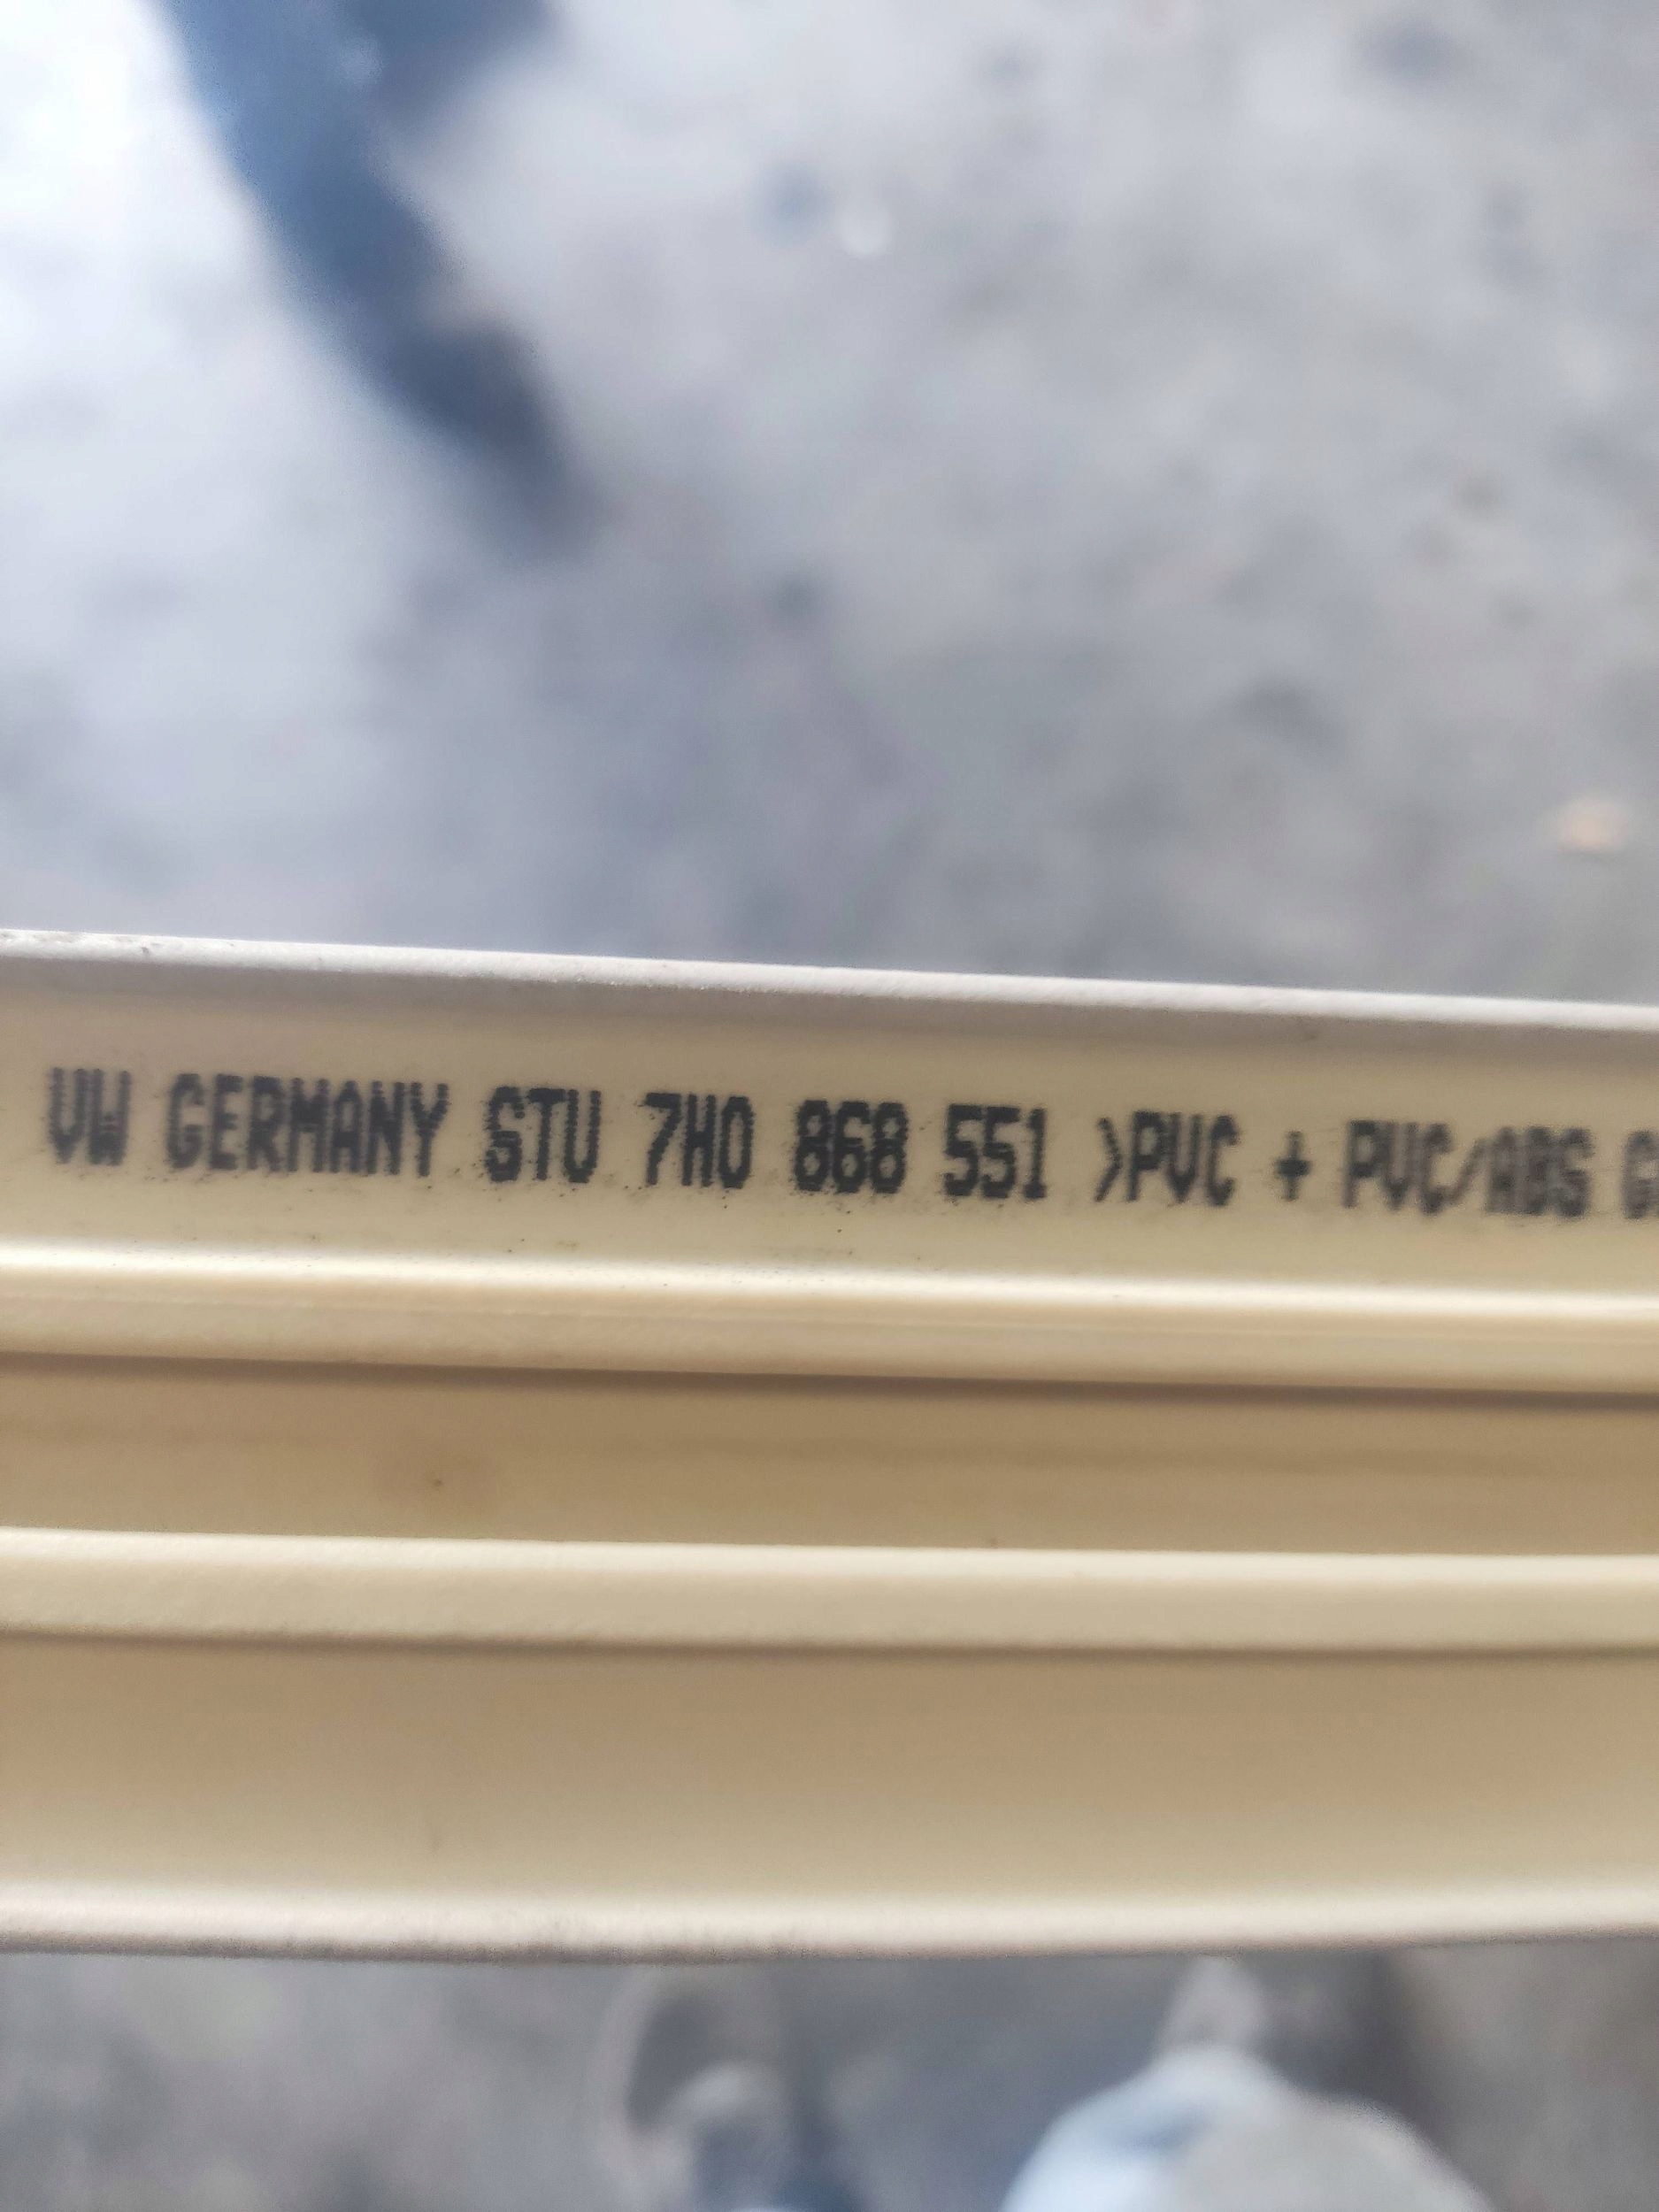 VW GERMANY STU 7H0 868 551 >PVC + PVC/ABS